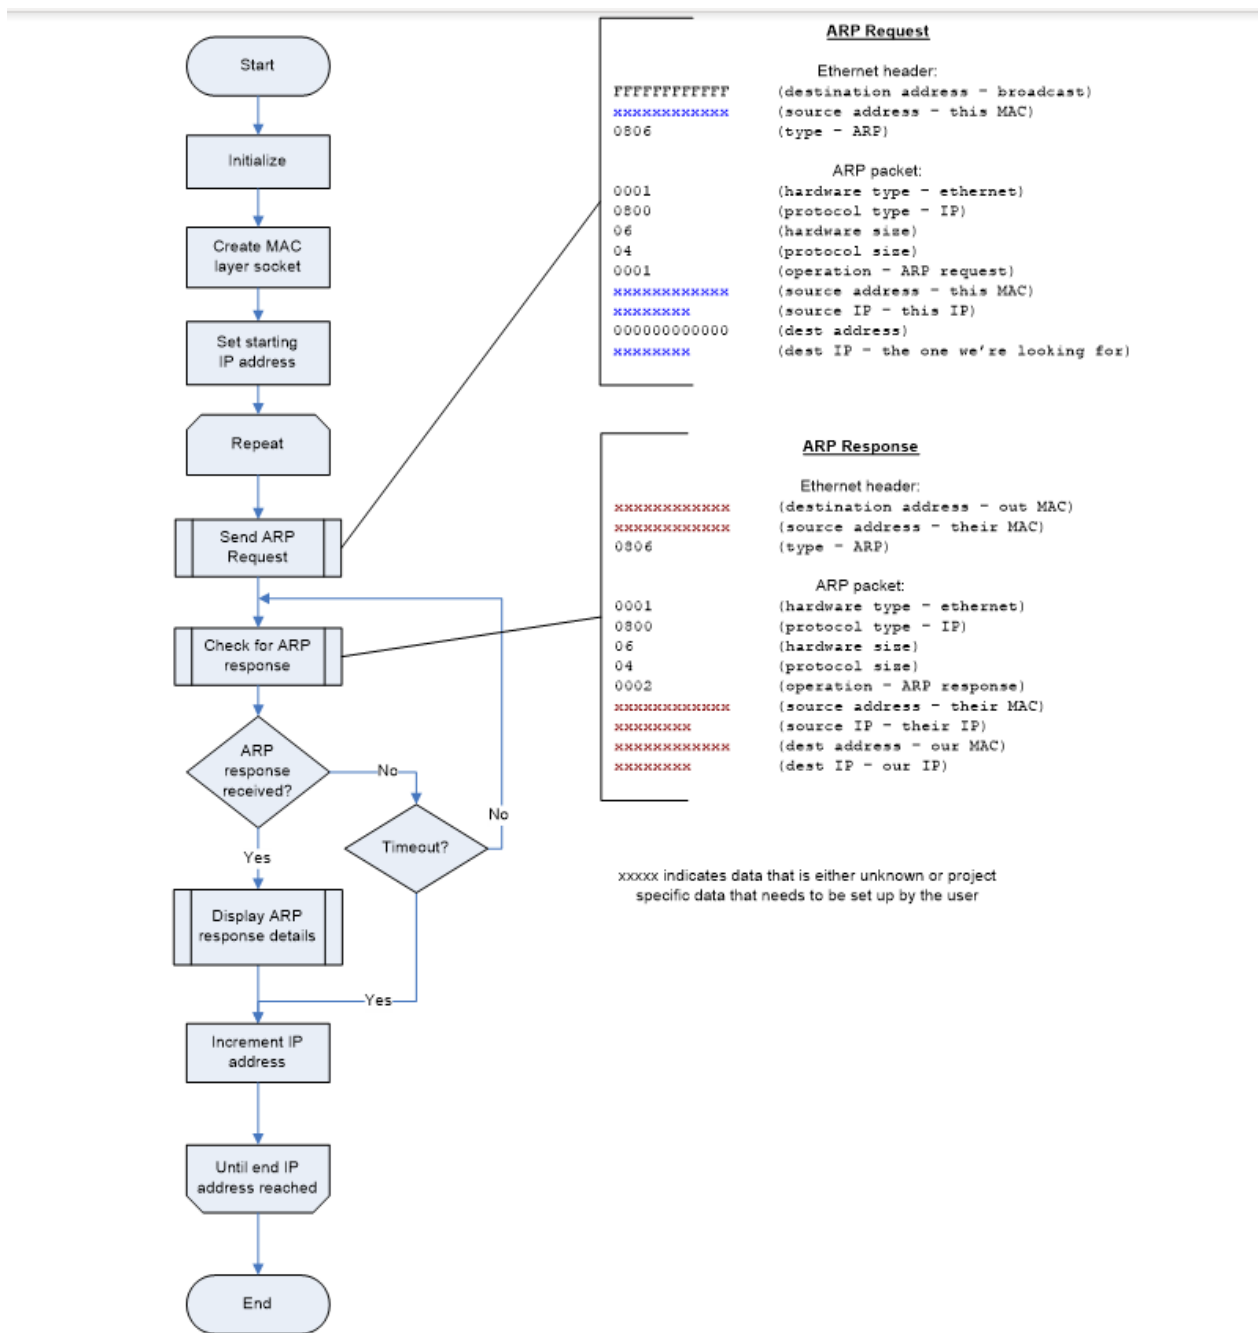 Start
Initialize
Create MAC
layer socket
Set starting
IP address
Repeat
Send ARP
Request
Check for ARP
response
ARP
response
received?
No
Timeout?
No
Yes
Display ARP
response details
Yes
Increment IP
address
Until end IP
address reached
End
ARP Request
Ethernet header:
FFFFFFFFFFFF (destination address - broadcast)
xxxxxxxxxxxx (source address - this MAC)
0806 (type - ARP)
ARP packet:
0001 (hardware type - ethernet)
0800 (protocol type - IP)
06 (hardware size)
04 (protocol size)
0001 (operation - ARP request)
xxxxxxxxxxxx (source address - this MAC)
xxxxxxxx (source IP - this IP)
000000000000 (dest address)
xxxxxxxx (dest IP - the one we're looking for)
ARP Response
Ethernet header:
xxxxxxxxxxxx (destination address - out MAC)
xxxxxxxxxxxx (source address - their MAC)
0806 (type - ARP)
ARP packet:
0001 (hardware type - ethernet)
0800 (protocol type - IP)
06 (hardware size)
04 (protocol size)
0002 (operation - ARP response)
xxxxxxxxxxxx (source address - their MAC)
xxxxxxxx (source IP - their IP)
xxxxxxxxxxxx (dest address - our MAC)
xxxxxxxx (dest IP - our IP)
xxxxx indicates data that is either unknown or project
specific data that needs to be set up by the user